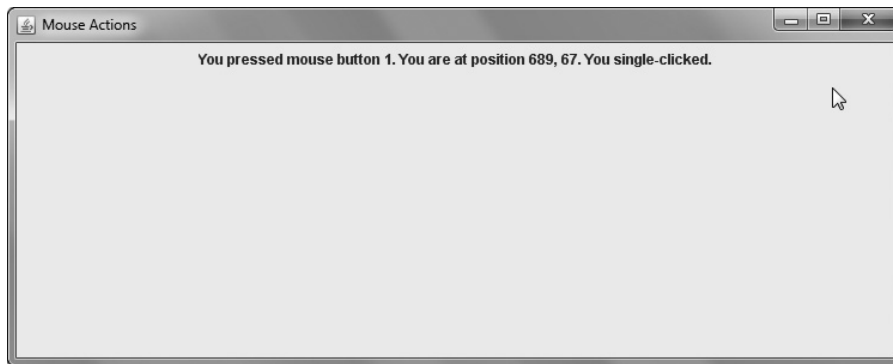 Mouse Actions
You pressed mouse button 1. You are at position 689, 67. You single-clicked.